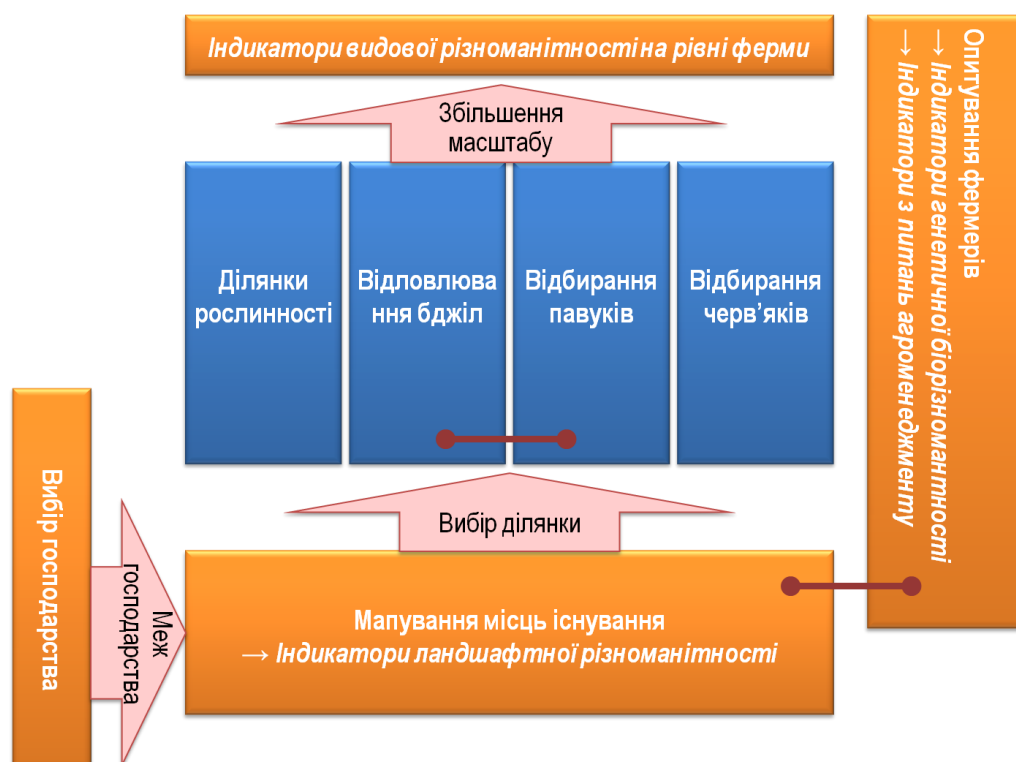 Індикатори видової різноманітності на рівні ферми
Збільшення
масштабу
Ділянки
рослинності
Відловлюва
ння бджіл
Відбирання
павуків
Відбирання
черв’яків
Вибір ділянки
Мапування місць існування
→ Індикатори ландшафтної різноманітності
Вибір господарства
Меж
господарства
Опитування фермерів
→ Індикатори генетичної біорізномантності
→ Індикатори з питань агроменеджменту